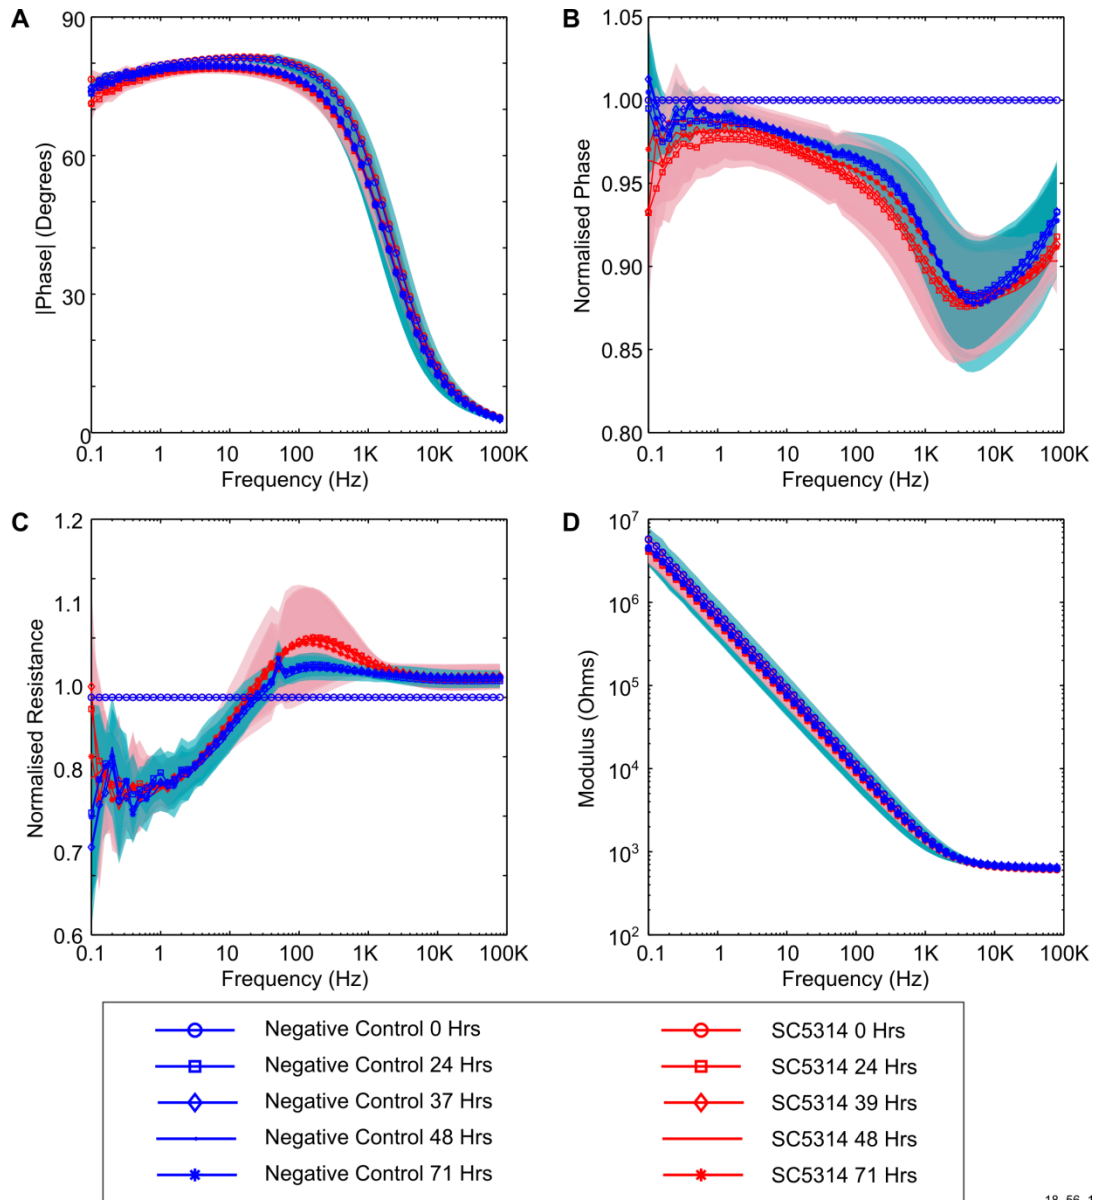 A
90
60
30
0
|Phase| (Degrees)
0.1 1 10 100 1K 10K 100K
Frequency (Hz)
B
1.05
1.00
0.95
0.90
0.85
0.80
Normalised Phase
0.1 1 10 100 1K 10K 100K
Frequency (Hz)
C
1.2
1.1
1.0
0.8
0.7
0.6
Normalised Resistance
0.1 1 10 100 1K 10K 100K
Frequency (Hz)
D
10⁷
10⁶
10⁵
10⁴
10³
10²
Modulus (Ohms)
0.1 1 10 100 1K 10K 100K
Frequency (Hz)
Negative Control 0 Hrs
Negative Control 24 Hrs
Negative Control 37 Hrs
Negative Control 48 Hrs
Negative Control 71 Hrs
SC5314 0 Hrs
SC5314 24 Hrs
SC5314 39 Hrs
SC5314 48 Hrs
SC5314 71 Hrs